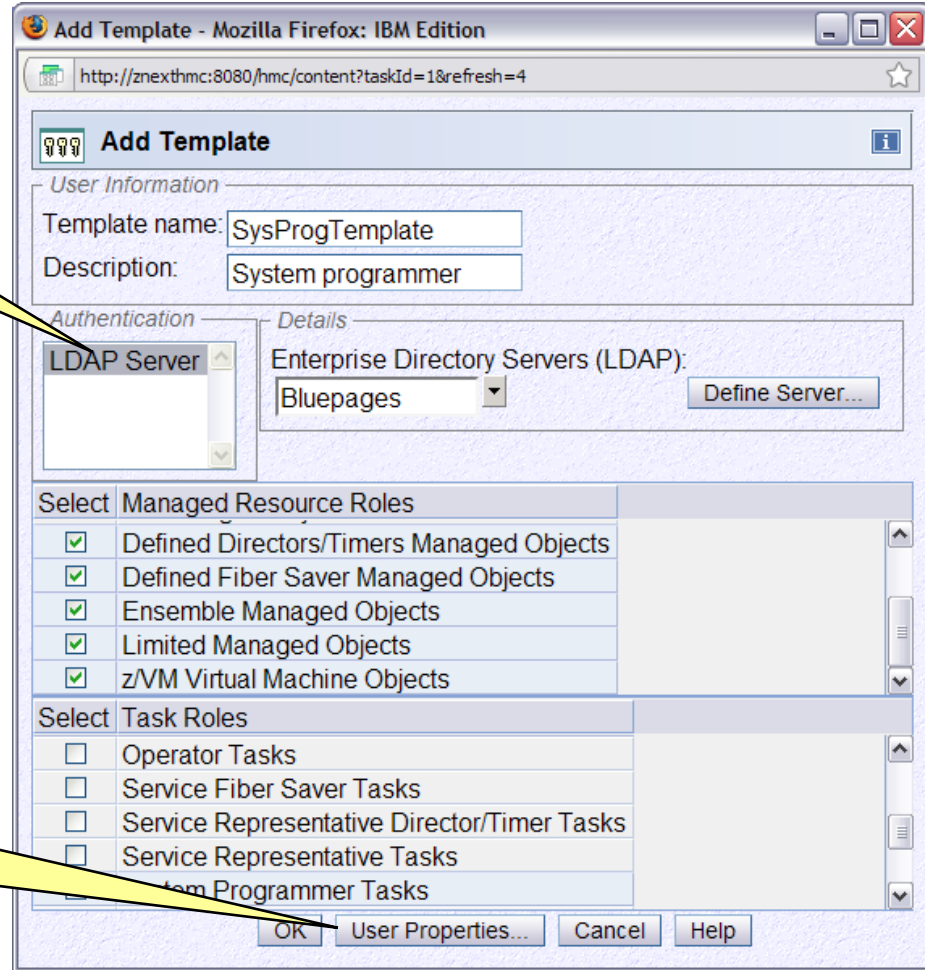 Add Template - Mozilla Firefox: IBM Edition
http://znexthmc:8080/hmc/content?taskId=1&refresh=4
Add Template
User Information
Template name: SysProgTemplate
Description: System programmer
Authentication
Details
LDAP Server
Enterprise Directory Servers (LDAP):
Bluepages
Define Server...
Select Managed Resource Roles
Defined Directors/Timers Managed Objects
Defined Fiber Saver Managed Objects
Ensemble Managed Objects
Limited Managed Objects
z/VM Virtual Machine Objects
Select Task Roles
Operator Tasks
Service Fiber Saver Tasks
Service Representative Director/Timer Tasks
Service Representative Tasks
Programmer Tasks
OK User Properties... Cancel Help